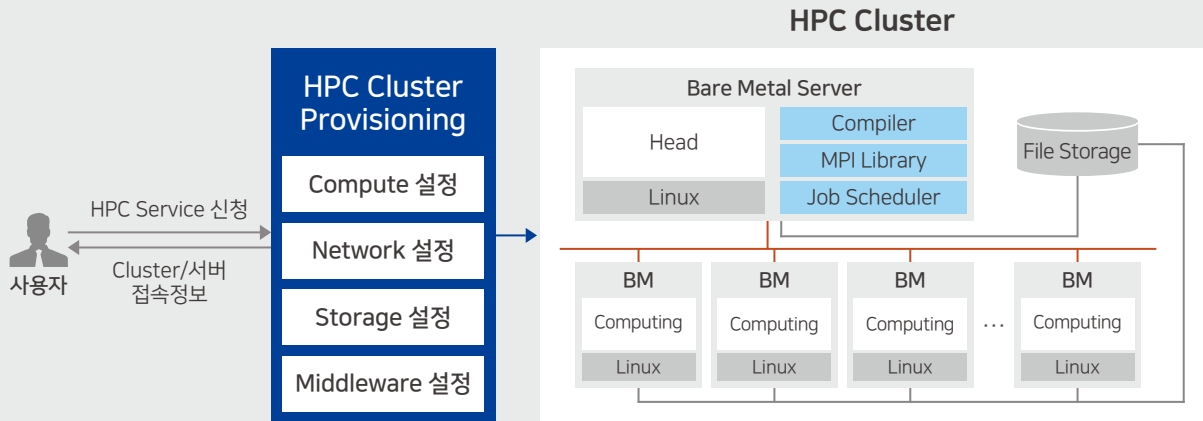 HPC Cluster
HPC Cluster
Provisioning
Compute 설정
Network 설정
Storage 설정
Middleware 설정
HPC Service 신청
Cluster/서버
접속정보
사용자
Bare Metal Server
Head
Linux
Compiler
MPI Library
Job Scheduler
File Storage
BM
Computing
Linux
BM
Computing
Linux
BM
Computing
Linux
...
BM
Computing
Linux